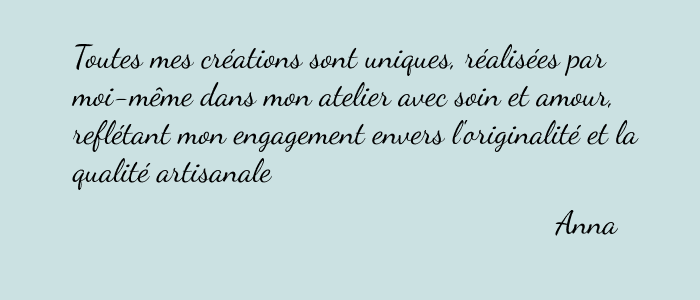 Toutes mes créations sont uniques, réalisées par
moi-même dans mon atelier avec soin et amour,
reflétant mon engagement envers l'originalité et la
qualité artisanale
Anna